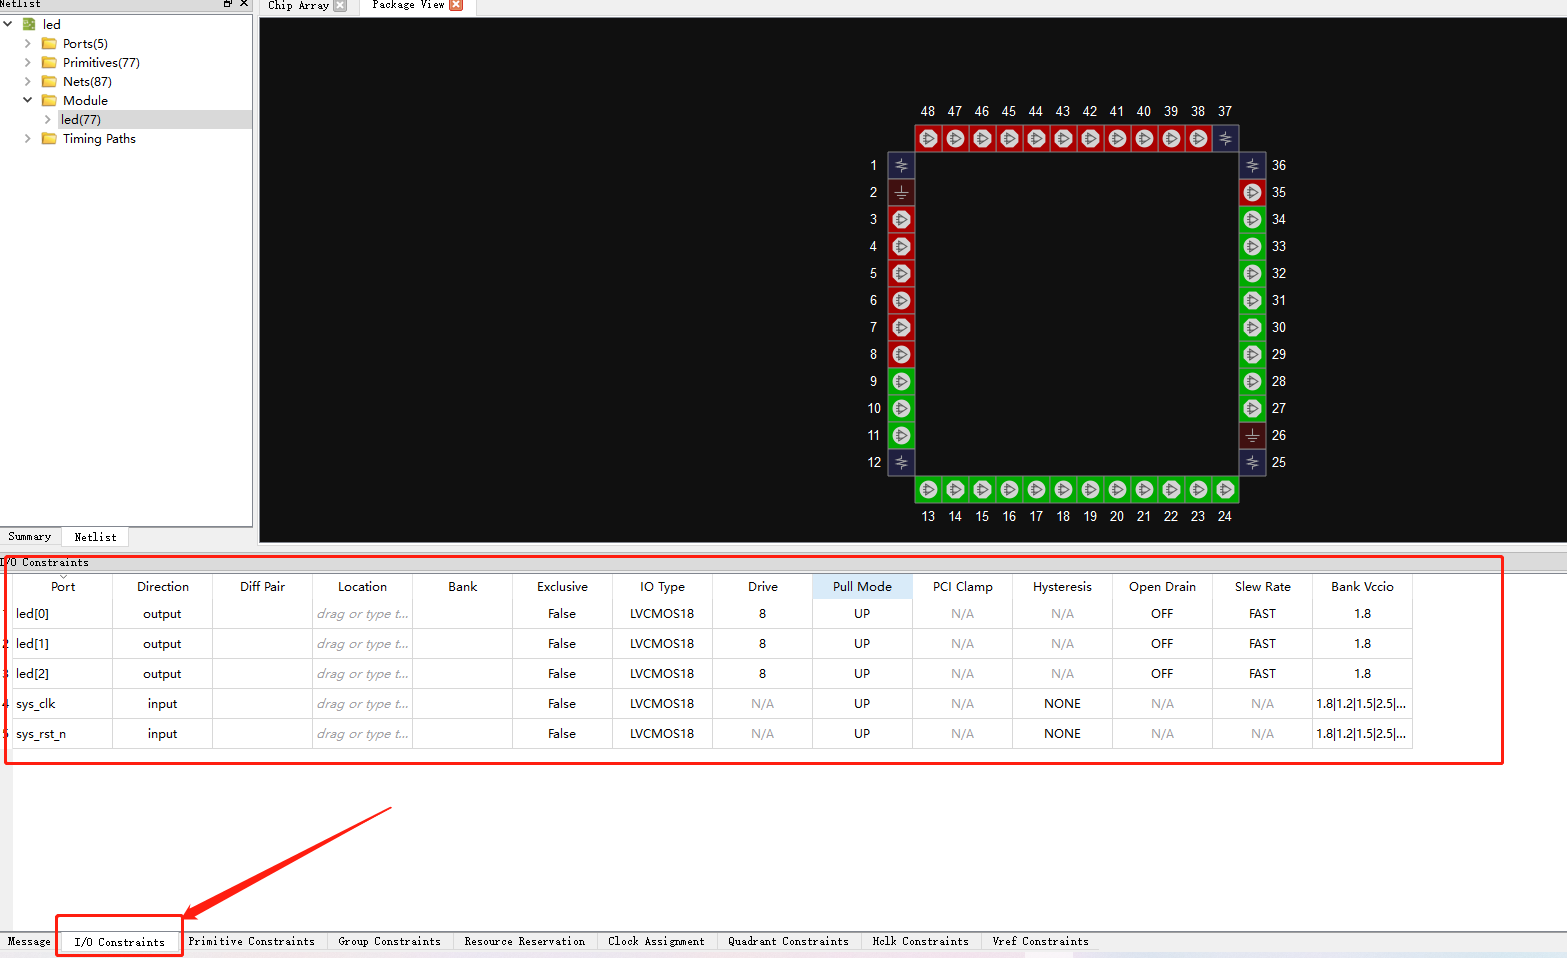 Netlist
Chip Array
Package View
led
Ports(5)
Primitives(77)
Nets(87)
Module
led(77)
Timing Paths
48 47 46 45 44 43 42 41 40 39 38 37
1 36
2 35
3 34
4 33
5 32
6 31
7 30
8 29
9 28
10 27
11 26
12 25
13 14 15 16 17 18 19 20 21 22 23 24
Summary Netlist
I/O Constraints
Port Direction Diff Pair Location Bank Exclusive IO Type Drive Pull Mode PCI Clamp Hysteresis Open Drain Slew Rate Bank Vccio
led[0] output drag or type t... False LVCMOS18 8 UP N/A N/A OFF FAST 1.8
2 led[1] output drag or type t... False LVCMOS18 8 UP N/A N/A OFF FAST 1.8
3 led[2] output drag or type t... False LVCMOS18 8 UP N/A N/A OFF FAST 1.8
4 sys_clk input drag or type t... False LVCMOS18 N/A UP N/A NONE N/A N/A 1.8|1.2|1.5|2.5|...
5 sys_rst_n input drag or type t... False LVCMOS18 N/A UP N/A NONE N/A N/A 1.8|1.2|1.5|2.5|...
Message I/O Constraints Primitive Constraints Group Constraints Resource Reservation Clock Assignment Quadrant Constraints Hclk Constraints Vref Constraints